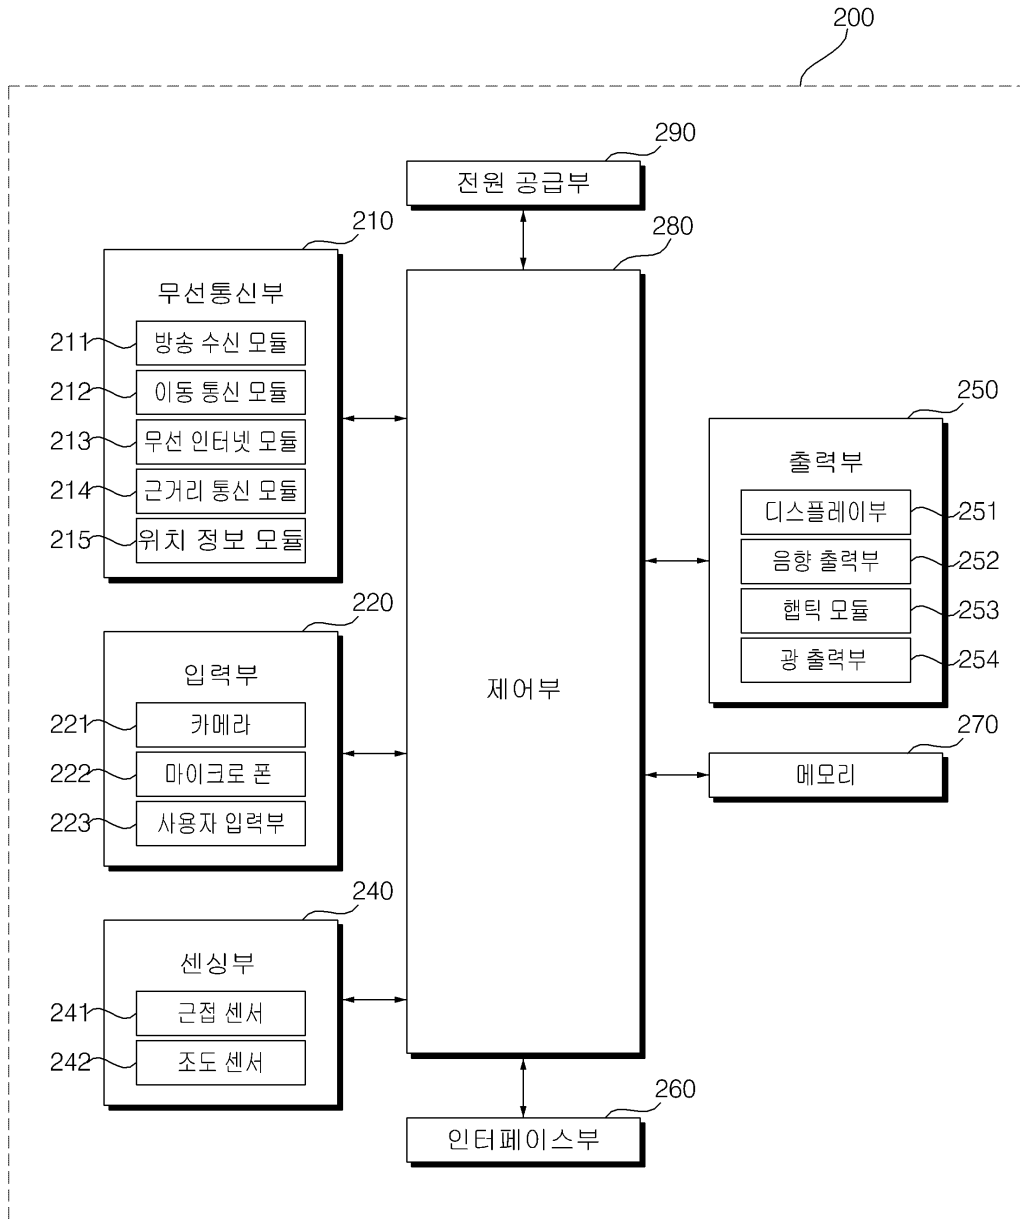 200
290
전원 공급부
210
무선통신부
211 방송 수신 모듈
212 이동 통신 모듈
213 무선 인터넷 모듈
214 근거리 통신 모듈
215 위치 정보 모듈
280
제어부
250
출력부
디스플레이부 251
음향 출력부 252
햅틱 모듈 253
광 출력부 254
220
입력부
221 카메라
222 마이크로 폰
223 사용자 입력부
270
메모리
240
센싱부
241 근접 센서
242 조도 센서
260
인터페이스부